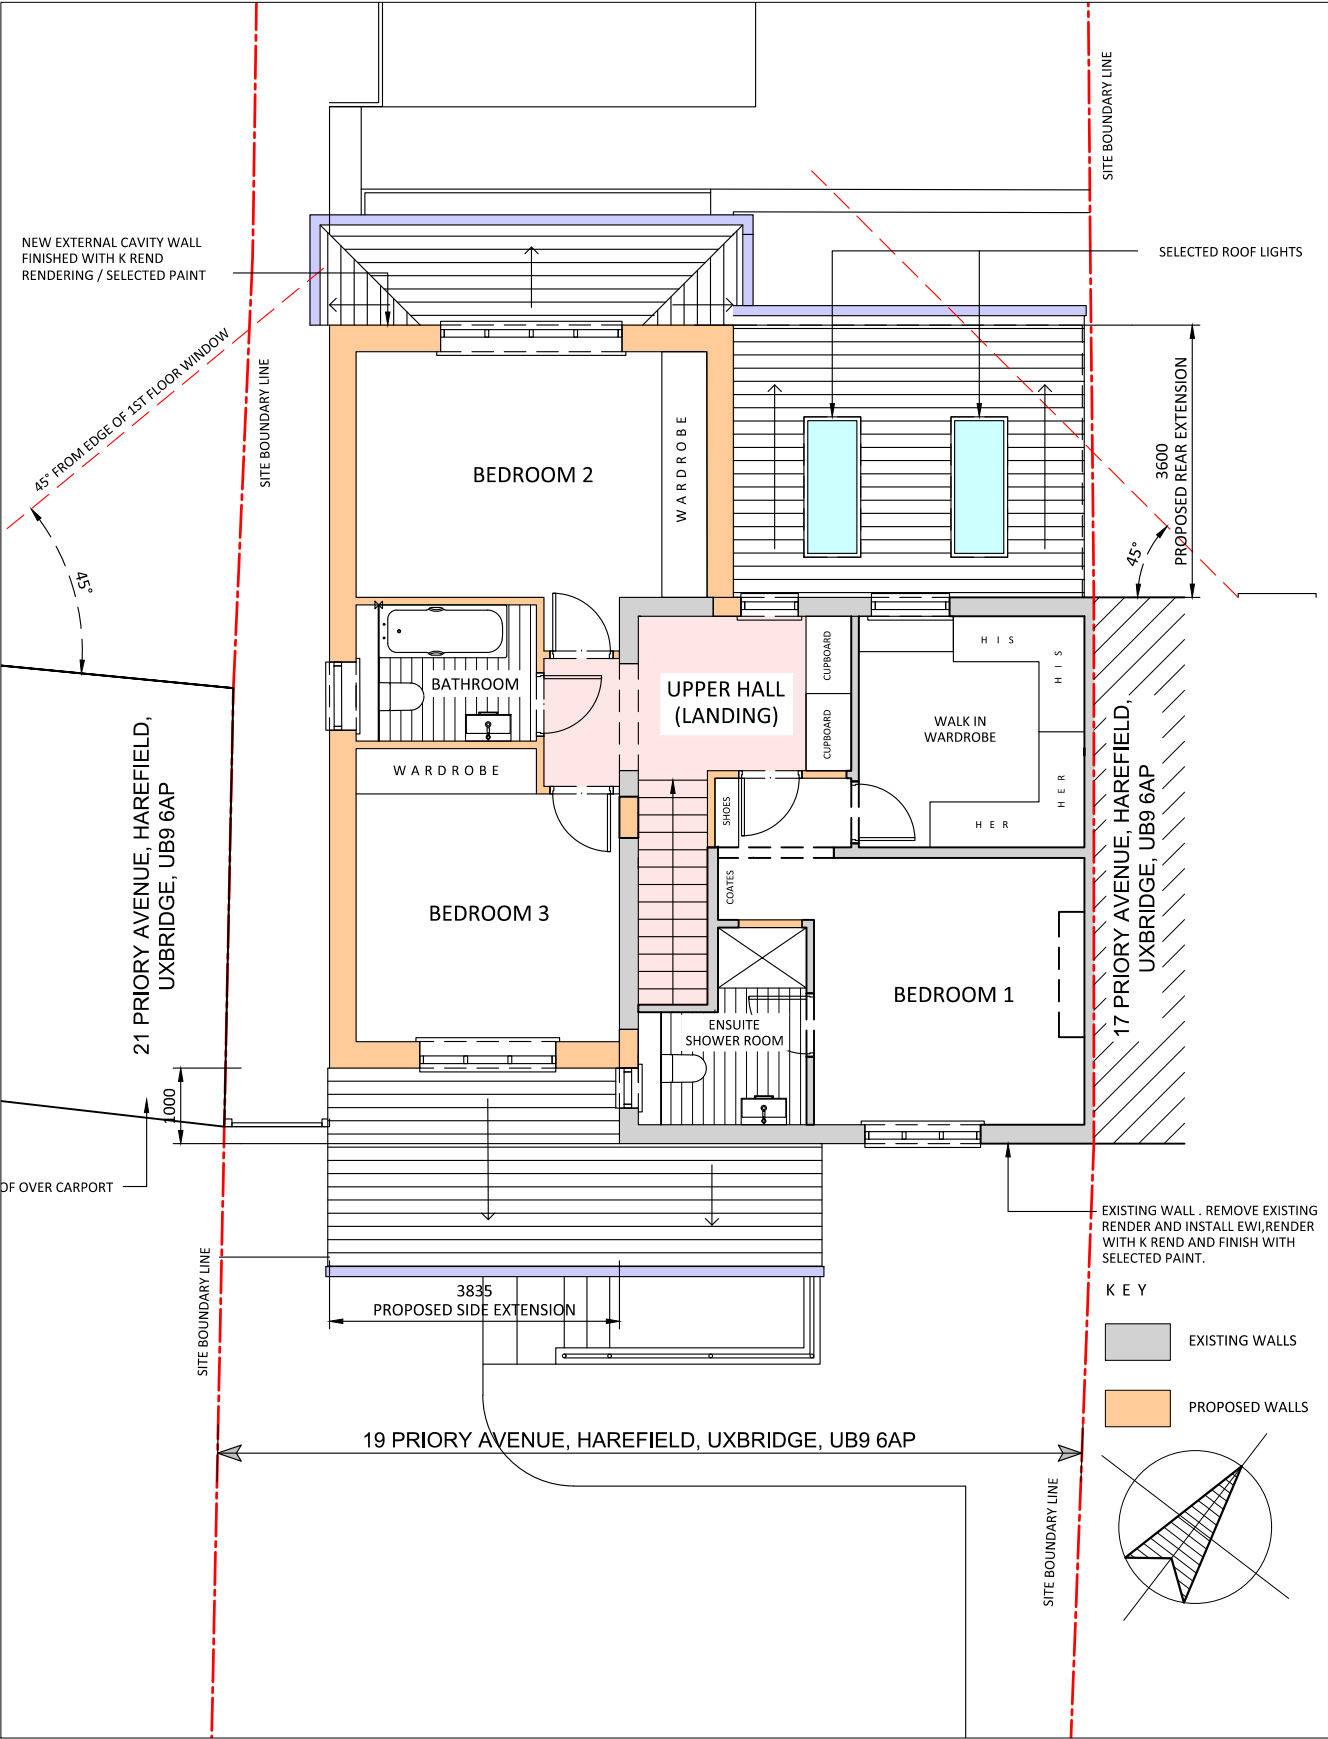 SITE BOUNDARY LINE
NEW EXTERNAL CAVITY WALL
FINISHED WITH K REND
RENDERING / SELECTED PAINT
SELECTED ROOF LIGHTS
45° FROM EDGE OF 1ST FLOOR WINDOW
SITE BOUNDARY LINE
3600
PROPOSED REAR EXTENSION
45°
45°
BEDROOM 2
WARDROBE
BATHROOM
UPPER HALL
(LANDING)
CUPBOARD
CUPBOARD
HIS
HIS
WALK IN
WARDROBE
HER
HER
WARDROBE
SHOES
COATES
BEDROOM 3
BEDROOM 1
ENSUITE
SHOWER ROOM
21 PRIORY AVENUE, HAREFIELD,
UXBRIDGE, UB9 6AP
17 PRIORY AVENUE, HAREFIELD,
UXBRIDGE, UB9 6AP
1000
OF OVER CARPORT
EXISTING WALL . REMOVE EXISTING
RENDER AND INSTALL EWI,RENDER
WITH K REND AND FINISH WITH
SELECTED PAINT.
SITE BOUNDARY LINE
3835
PROPOSED SIDE EXTENSION
KEY
EXISTING WALLS
PROPOSED WALLS
19 PRIORY AVENUE, HAREFIELD, UXBRIDGE, UB9 6AP
SITE BOUNDARY LINE